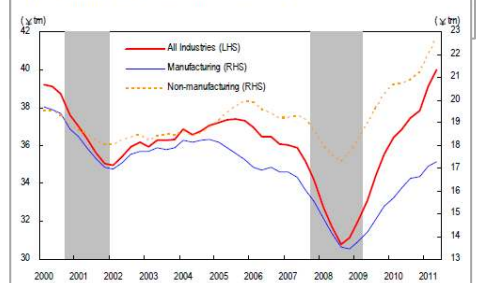 (¥tm) (¥tm)
42 23
All Industries (LHS)
22
40 Manufacturing (RHS) 21
Non-manufacturing (RHS)
20
38
19
36 18
17
34
16
15
32
14
30 13
2000 2001 2002 2003 2004 2005 2006 2007 2008 2009 2010 2011